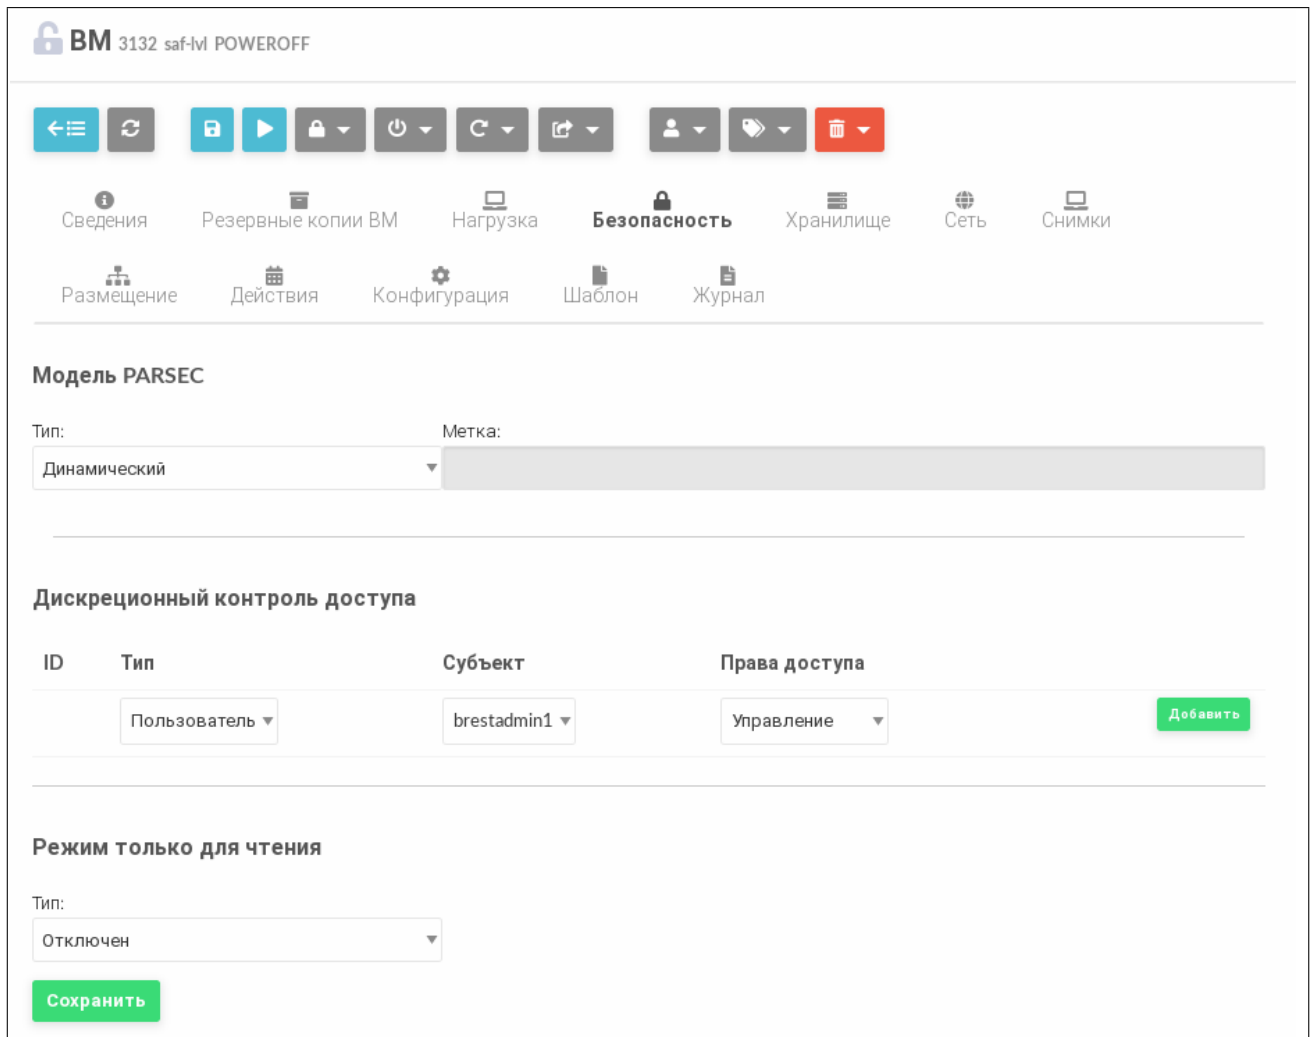 ВМ 3132 saf-lvl POWEROFF
Сведения Резервные копии ВМ Нагрузка Безопасность Хранилище Сеть Снимки
Размещение Действия Конфигурация Шаблон Журнал
Модель PARSEC
Тип: Метка:
Динамический
Дискреционный контроль доступа
ID Тип Субъект Права доступа
Пользователь brestadmin1 Управление Добавить
Режим только для чтения
Тип:
Отключен
Сохранить